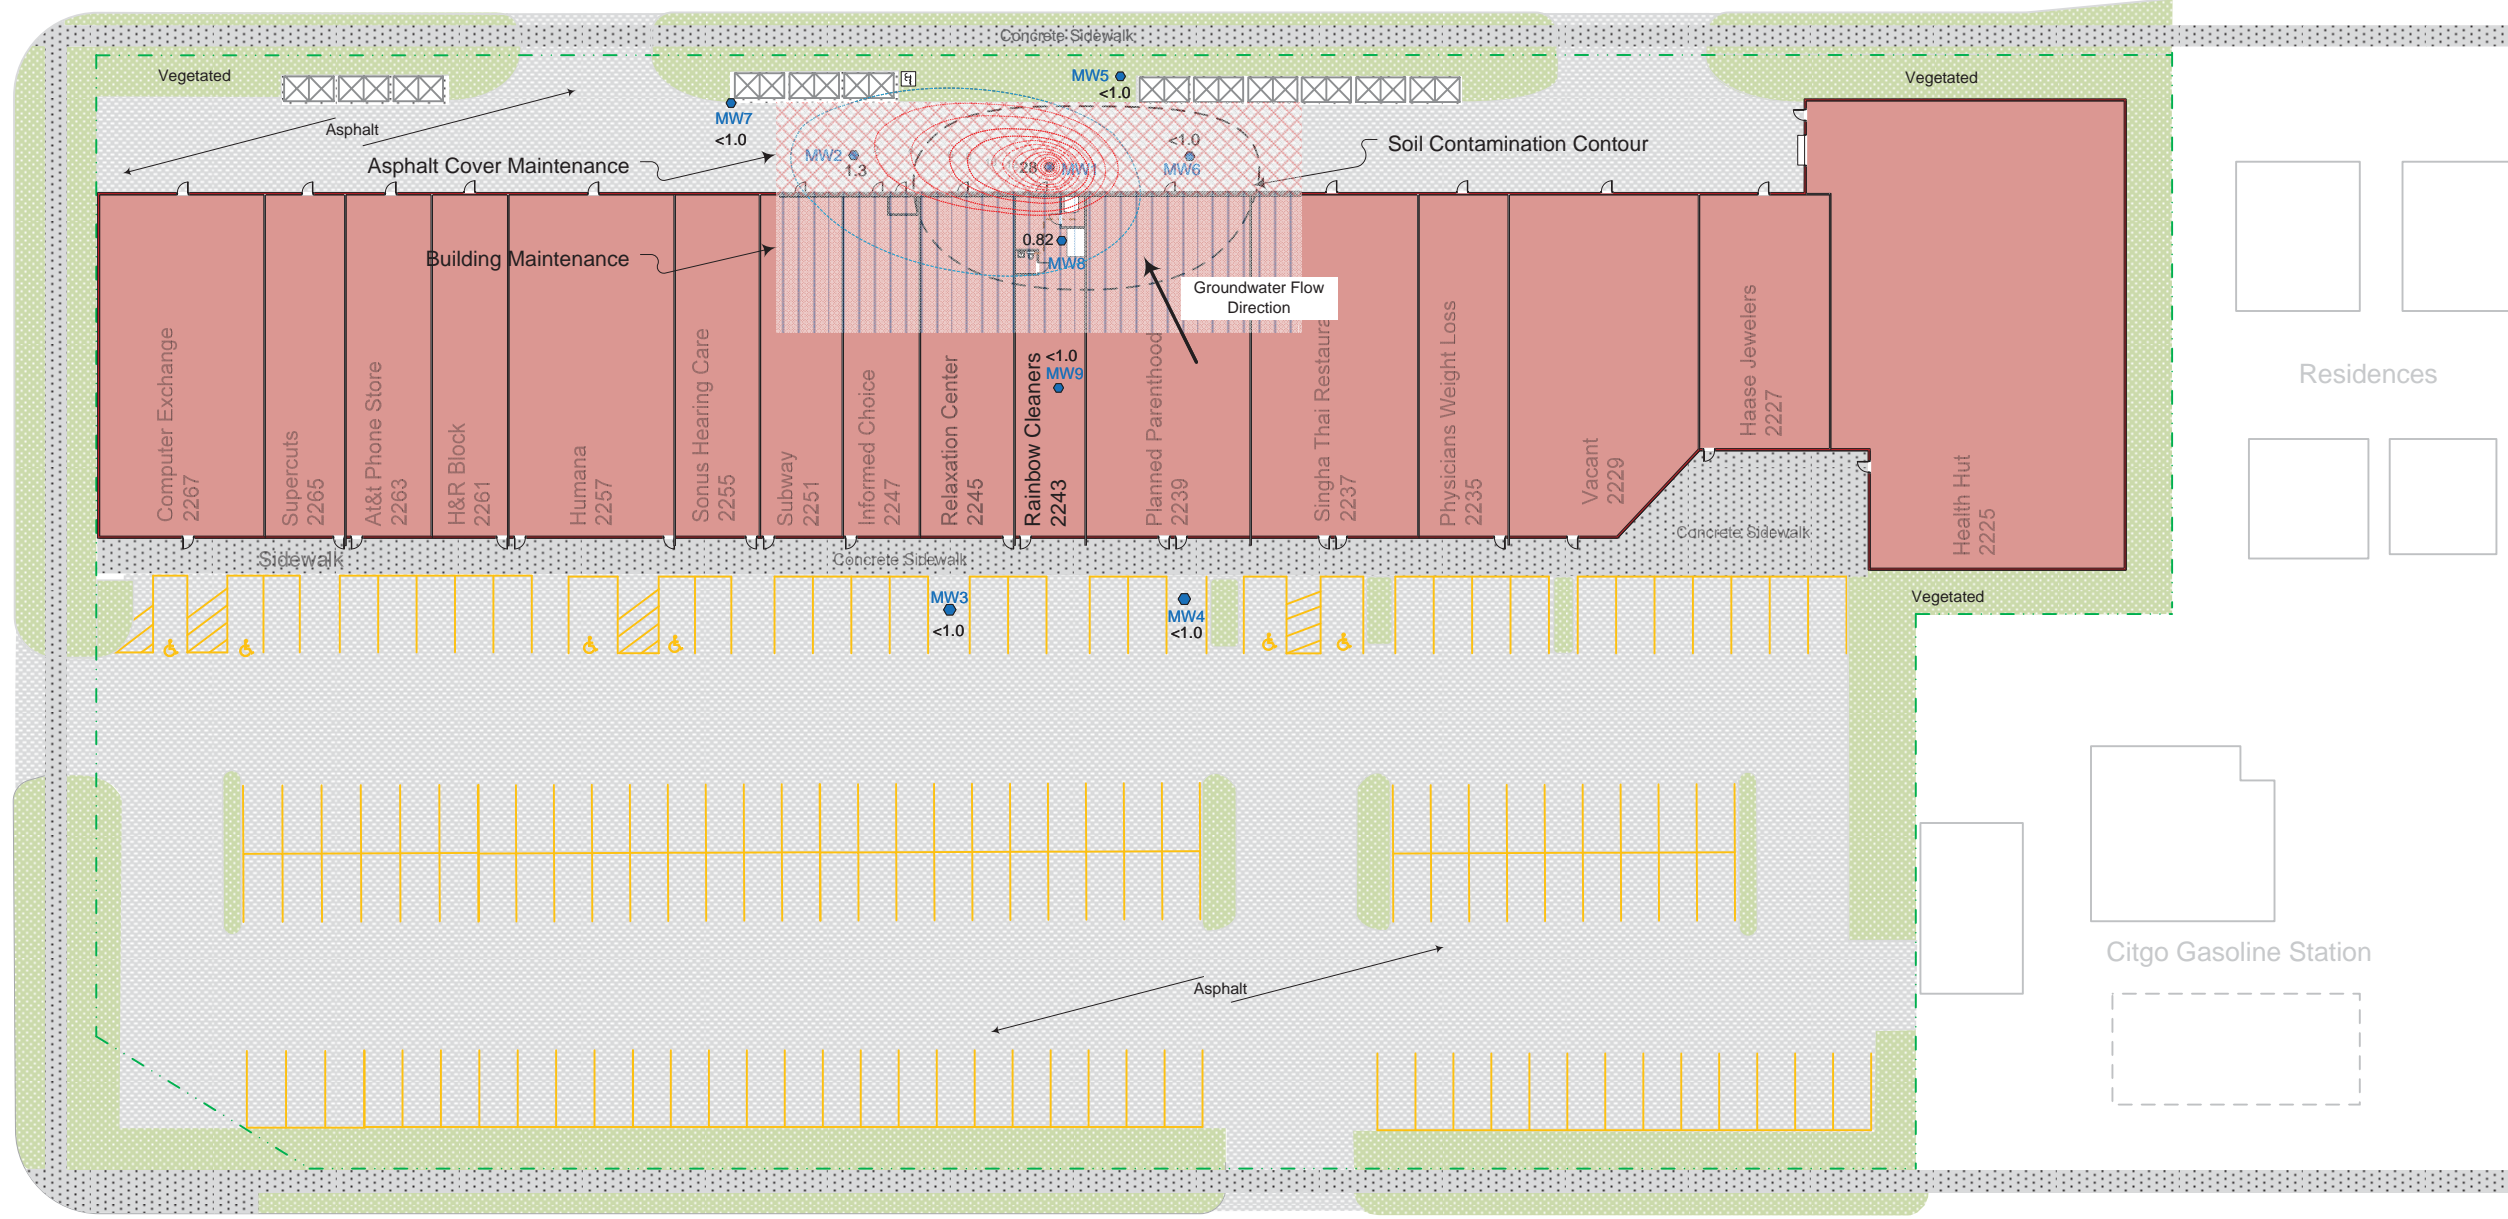 Concrete Sidewalk
Vegetated
MW5
<1.0
Vegetated
MW7
<1.0
Asphalt
Asphalt Cover Maintenance
MW2
1.3
28
MW1
<1.0
MW6
Soil Contamination Contour
Building Maintenance
0.82
MW8
Groundwater Flow
Direction
<1.0
MW9
Computer Exchange
2267
Supercuts
2265
At&t Phone Store
2263
H&R Block
2261
Humana
2257
Sonus Hearing Care
2255
Subway
2251
Informed Choice
2247
Relaxation Center
2245
Rainbow Cleaners
2243
Planned Parenthood
2239
Singha Thai Restaura
2237
Physicians Weight Loss
2235
Vacant
2229
Haase Jewelers
2227
Health Hut
2225
Residences
Sidewalk
Concrete Sidewalk
Concrete Sidewalk
MW3
<1.0
MW4
<1.0
Vegetated
Citgo Gasoline Station
Asphalt